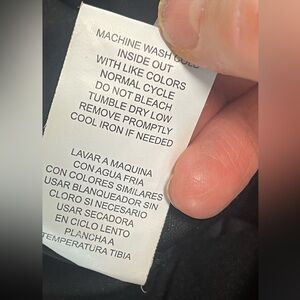 MACHINE WASH COLD
INSIDE OUT
WITH LIKE COLORS
NORMAL CYCLE
DO NOT BLEACH
TUMBLE DRY LOW
REMOVE PROMPTLY
COOL IRON IF NEEDED
LAVAR A MAQUINA
CON AGUA FRIA
CON COLORES SIMILARES
USAR BLANQUEADOR SIN
CLORO SI NECESARIO
USAR SECADORA
EN CICLO LENTO
PLANCHA A
TEMPERATURA TIBIA